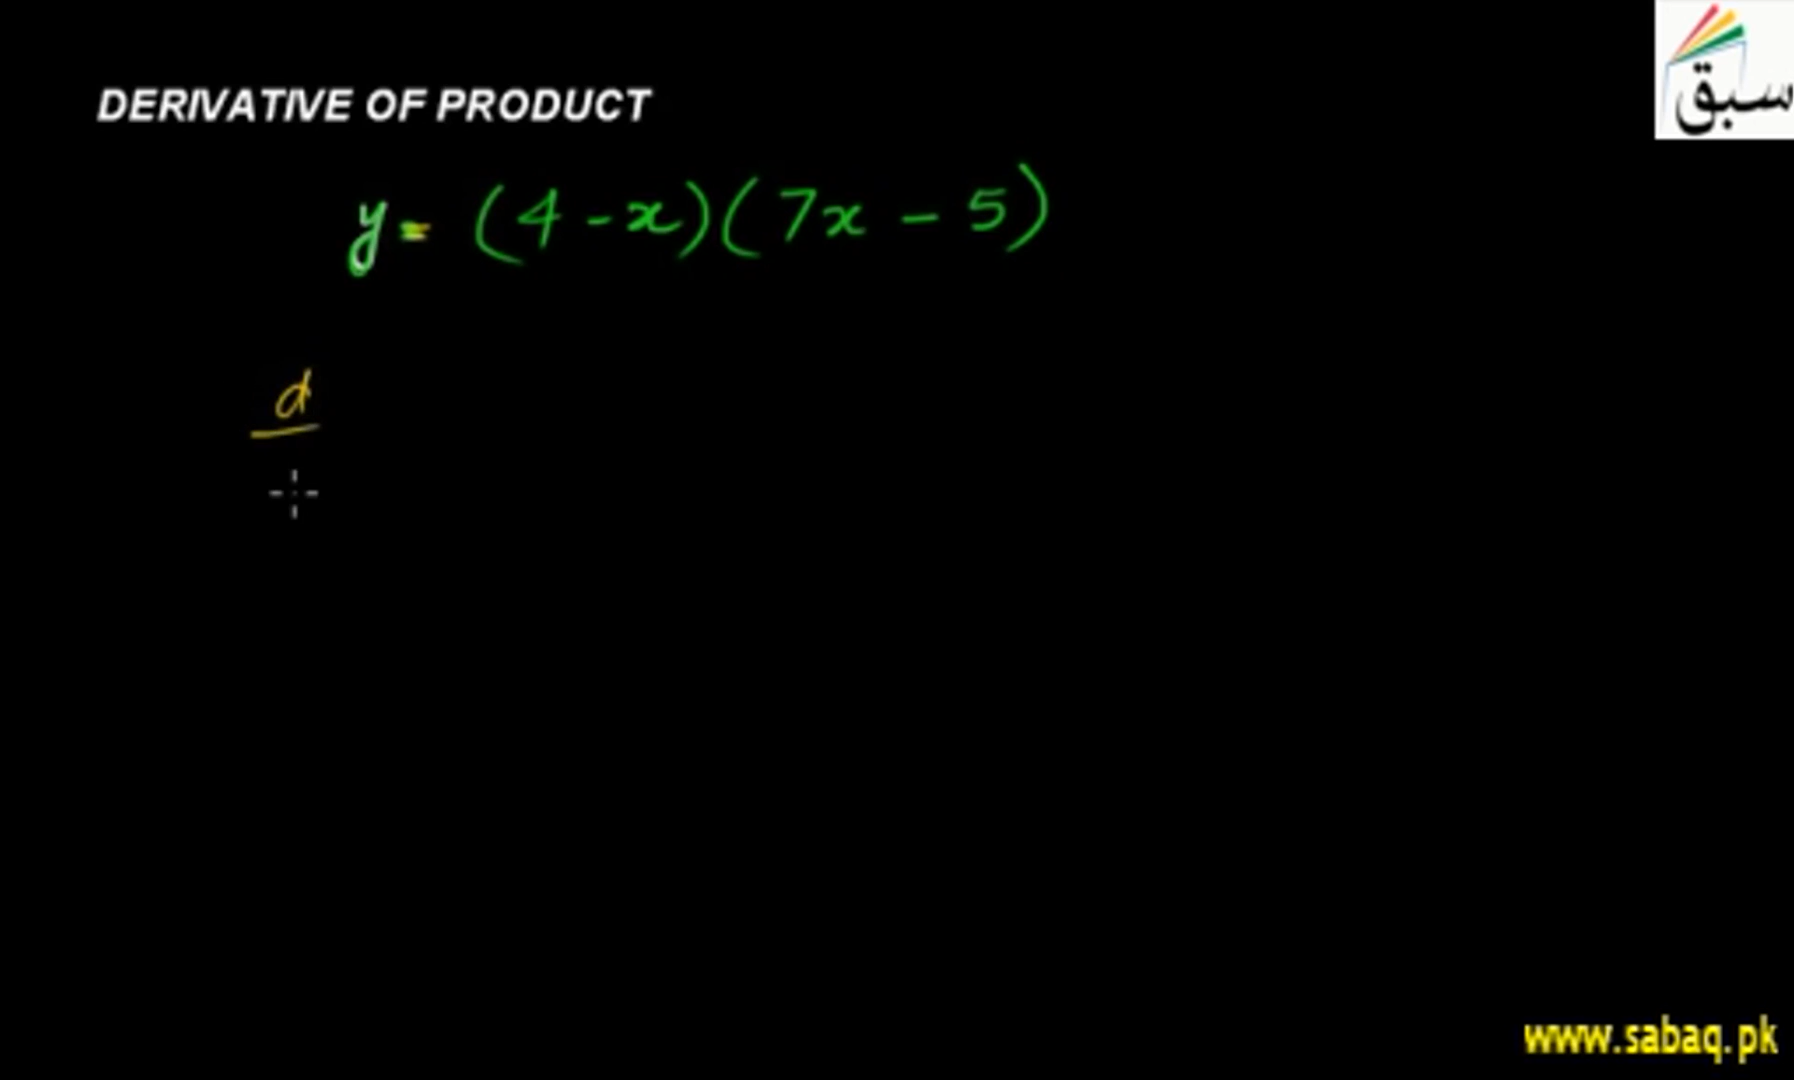 سبق
DERIVATIVE OF PRODUCT
y = (4 - x)(7x - 5)
d
www.sabaq.pk